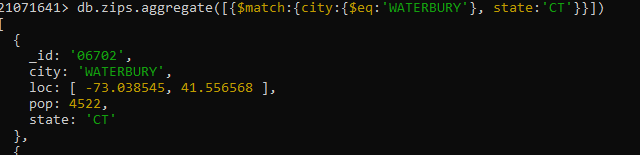 21071641> db.zips.aggregate([{$match:{city:{$eq:'WATERBURY'}, state:'CT'}}])
[
  {
    _id: '06702',
    city: 'WATERBURY',
    loc: [ -73.038545, 41.556568 ],
    pop: 4522,
    state: 'CT'
  },
  {